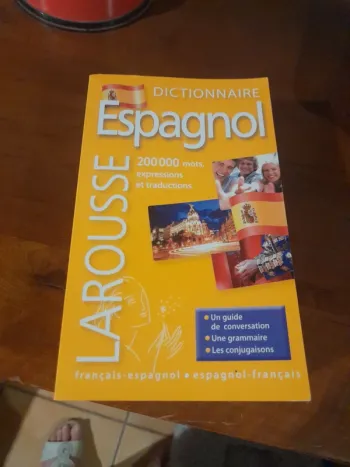 DICTIONNAIRE
Espagnol
LAROUSSE
200 000 mots,
expressions
et traductions
• Un guide
de conversation
• Une grammaire
• Les conjugaisons
français-espagnol • espagnol-français